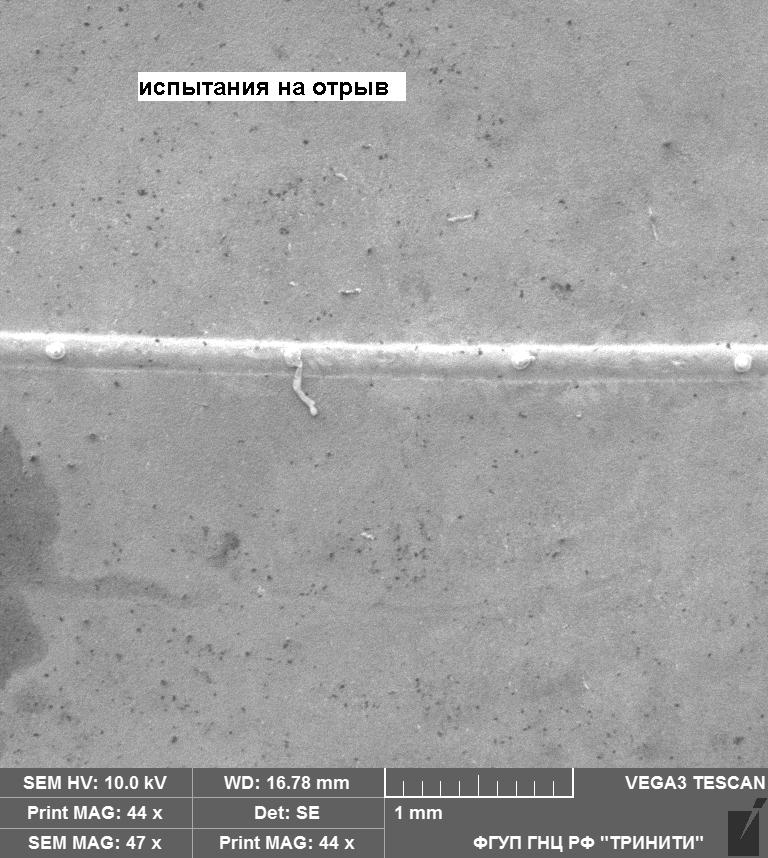 испытания на отрыв
SEM HV: 10.0 kV
WD: 16.78 mm
VEGA3 TESCAN
Print MAG: 44 x
Det: SE
1 mm
SEM MAG: 47 x
Print MAG: 44 x
ФГУП ГНЦ РФ "ТРИНИТИ"